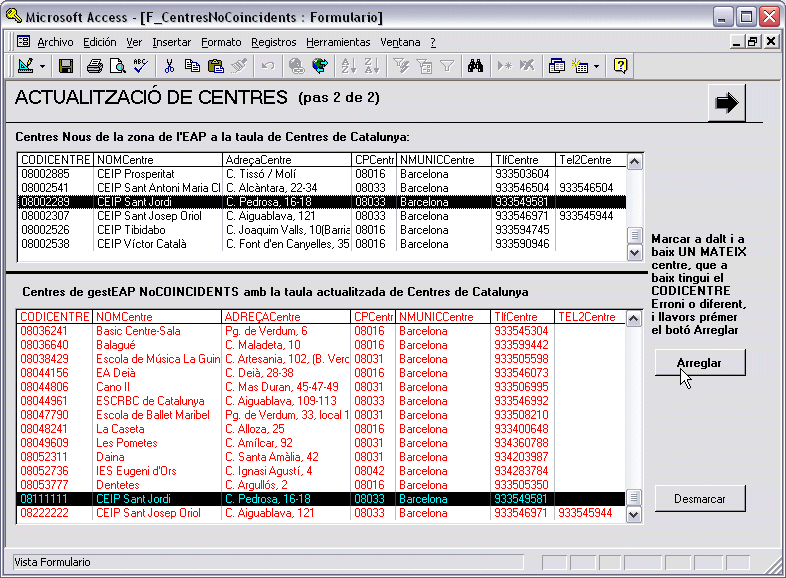 Microsoft Access - [F_CentresNoCoincidents : Formulario]
Archivo Edición Ver Insertar Formato Registros Herramientas Ventana ?
ACTUALITZACIÓ DE CENTRES (pas 2 de 2)
Centres Nous de la zona de l'EAP a la taula de Centres de Catalunya:
CODICENTRE NOMCentre AdreçaCentre CPCentr NMUNICCentre TlfCentre Tel2Centre
08002885 CEIP Prosperitat C. Tissó / Molí 08016 Barcelona 933503604
08002541 CEIP Sant Antoni Maria Cl C. Alcàntara, 22-34 08033 Barcelona 933546504 933546504
08002289 CEIP Sant Jordi C. Pedrosa, 16-18 08033 Barcelona 933549581
08002307 CEIP Sant Josep Oriol C. Aiguablava, 121 08033 Barcelona 933546971 933545944
08002526 CEIP Tibidabo C. Joaquim Valls, 10(Barria 08016 Barcelona 933594745
08002538 CEIP Víctor Català C. Font d'en Canyelles, 35 08016 Barcelona 933590946
Marcar a dalt i a
baix UN MATEIX
centre, que a
baix tingui el
CODICENTRE
Erroni o diferent,
i llavors prémer
el botó Arreglar
Centres de gestEAP NoCOINCIDENTS amb la taula actualitzada de Centres de Catalunya
CODICENTRE NOMCentre ADREÇACentre CPCentr NMUNICCentre TlfCentre TEL2Centre
08036241 Basic Centre-Sala Pg. de Verdum, 6 08016 Barcelona 933545304
08036640 Balagué C. Maladeta, 10 08016 Barcelona 933599442
08038429 Escola de Música La Guin C. Artesania, 102, (B. Verc 08031 Barcelona 933505598
08044156 EA Deià C. Deià, 28-38 08016 Barcelona 933546073
08044806 Cano II C. Mas Duran, 45-47-49 08031 Barcelona 933506995
08044961 ESCRBC de Catalunya C. Aiguablava, 109-113 08033 Barcelona 933546992
08047790 Escola de Ballet Maribel Pg. de Verdum, 33, local 1 08031 Barcelona 933508210
08048241 La Caseta C. Alloza, 25 08016 Barcelona 933400648
08049609 Les Pometes C. Amílcar, 92 08031 Barcelona 934360788
08052311 Daina C. Santa Amàlia, 42 08031 Barcelona 934203987
08052736 IES Eugeni d'Ors C. Ignasi Agustí, 4 08042 Barcelona 934283784
08053777 Dentetes C. Argullós, 2 08016 Barcelona 933505350
08111111 CEIP Sant Jordi C. Pedrosa, 16-18 08033 Barcelona 933549581
08222222 CEIP Sant Josep Oriol C. Aiguablava, 121 08033 Barcelona 933546971 933545944
Arreglar
Desmarcar
Vista Formulario